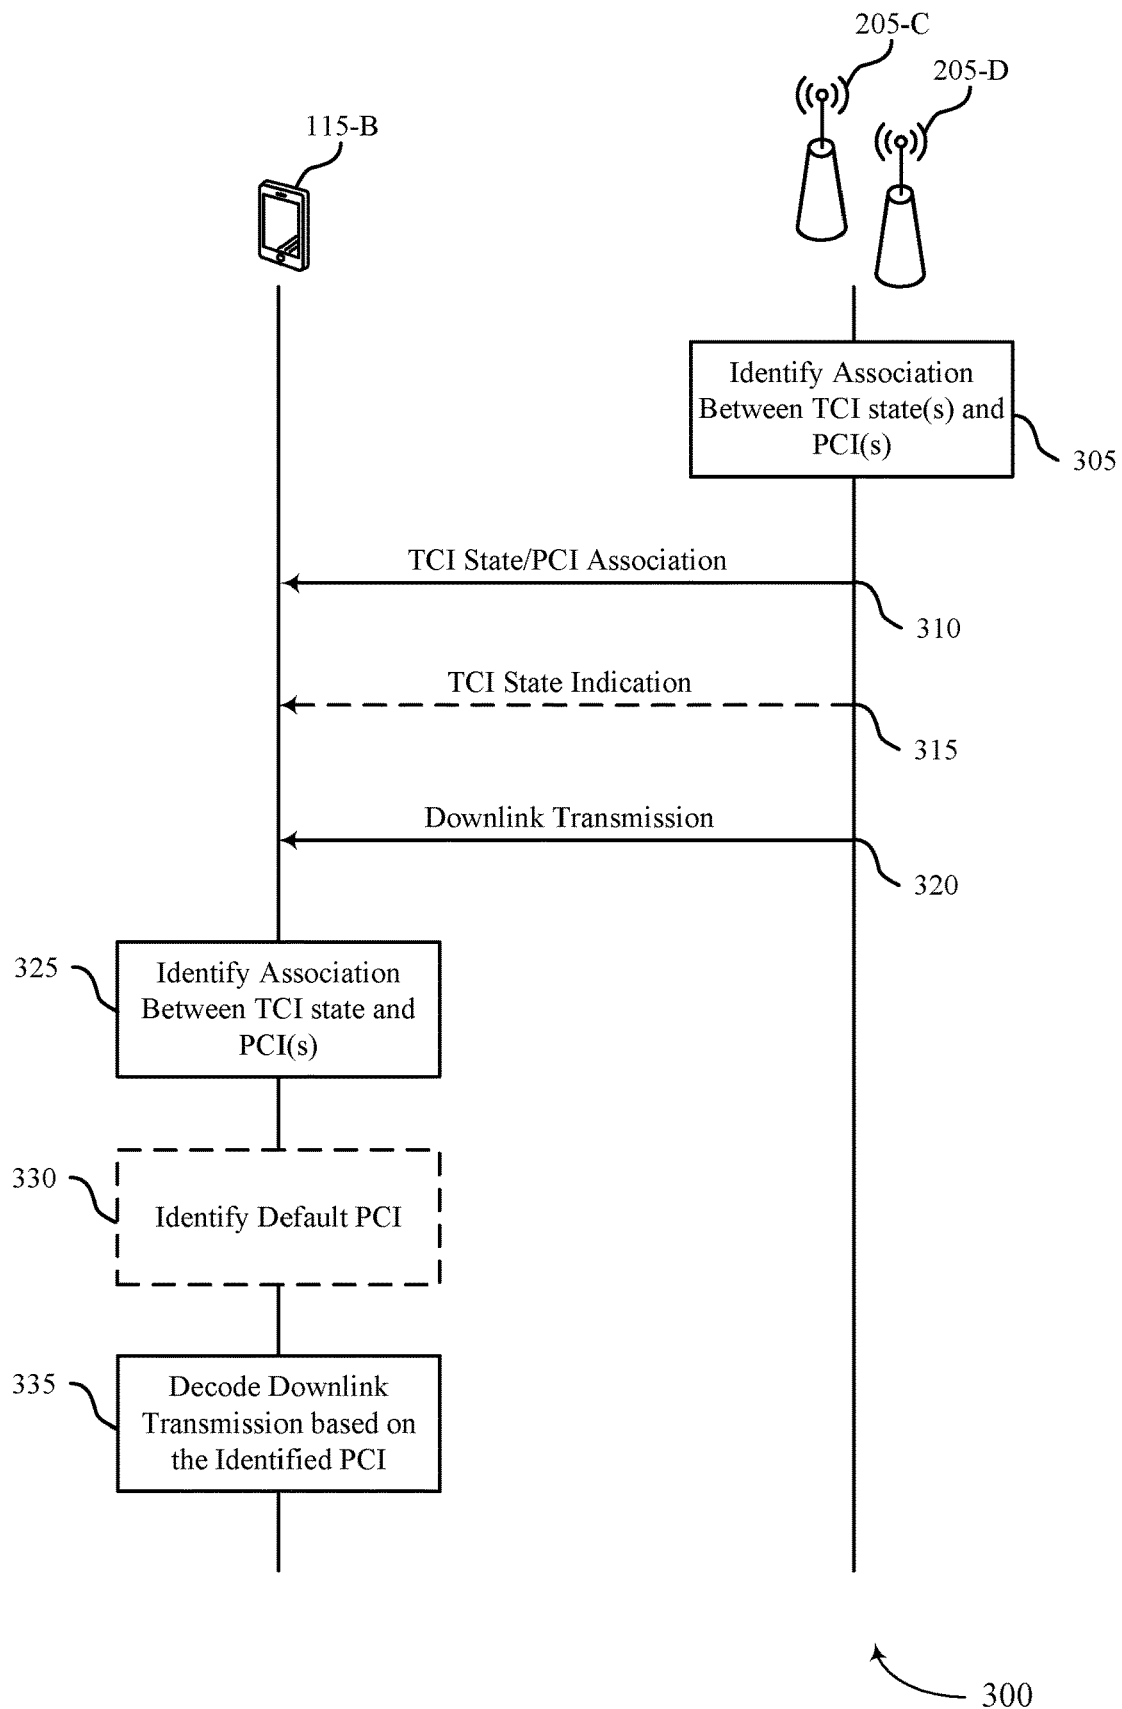 205-C
205-D
115-B
Identify Association
Between TCI state(s) and
PCI(s)
305
TCI State/PCI Association
310
TCI State Indication
315
Downlink Transmission
320
325
Identify Association
Between TCI state and
PCI(s)
330
Identify Default PCI
335
Decode Downlink
Transmission based on
the Identified PCI
300